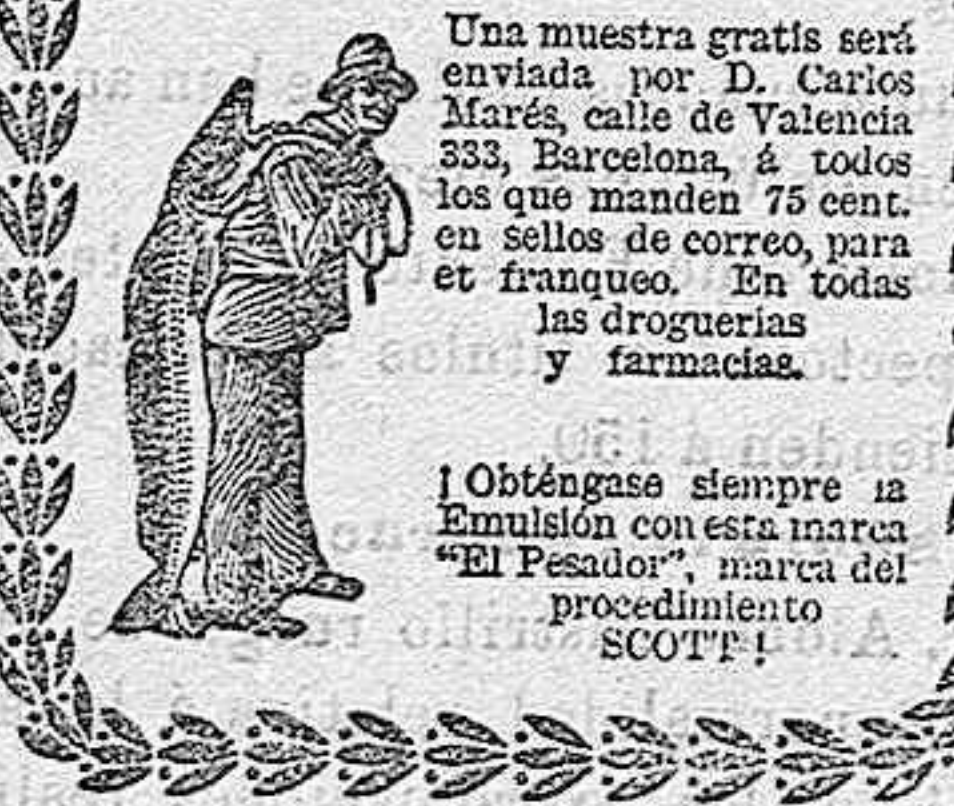 Una muestra gratis será
enviada por D. Carlos
Marés, calle de Valencia
333, Barcelona, á todos
los que manden 75 cent.
en sellos de correo, para
et franqueo. En todas
las droguerias
y farmacias.
¡Obténgase siempre la
Emulsión con esta marca
“El Pesador”, marca del
procedimiento
SCOTT!